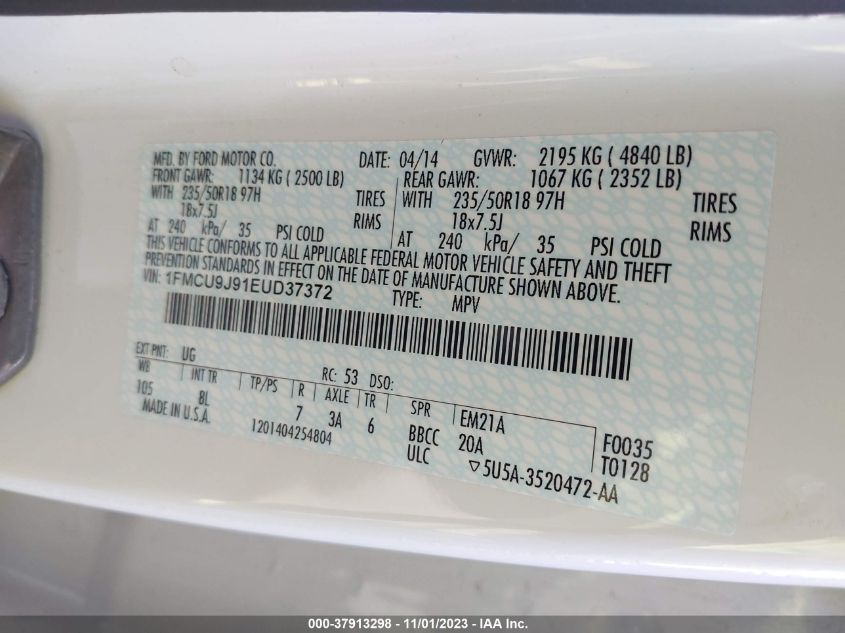 MFD. BY FORD MOTOR CO. DATE: 04/14 GVWR: 2195 KG ( 4840 LB)
FRONT GAWR: 1134 KG ( 2500 LB) REAR GAWR: 1067 KG ( 2352 LB)
WITH 235/50R18 97H TIRES WITH 235/50R18 97H TIRES
18x7.5J RIMS 18x7.5J RIMS
AT 240 kPa/ 35 PSI COLD AT 240 kPa/ 35 PSI COLD
THIS VEHICLE CONFORMS TO ALL APPLICABLE FEDERAL MOTOR VEHICLE SAFETY AND THEFT
PREVENTION STANDARDS IN EFFECT ON THE DATE OF MANUFACTURE SHOWN ABOVE.
VIN: 1FMCU9J91EUD37372 TYPE: MPV
EXT PNT: UG RC: 53 DSO:
WB INT TR TP/PS R AXLE TR SPR EM21A F0035
105 8L 7 3A 6 BBCC 20A T0128
MADE IN U.S.A. 1201404254804 ULC ▽5U5A-3520472-AA
000-37913298 - 11/01/2023 - IAA Inc.